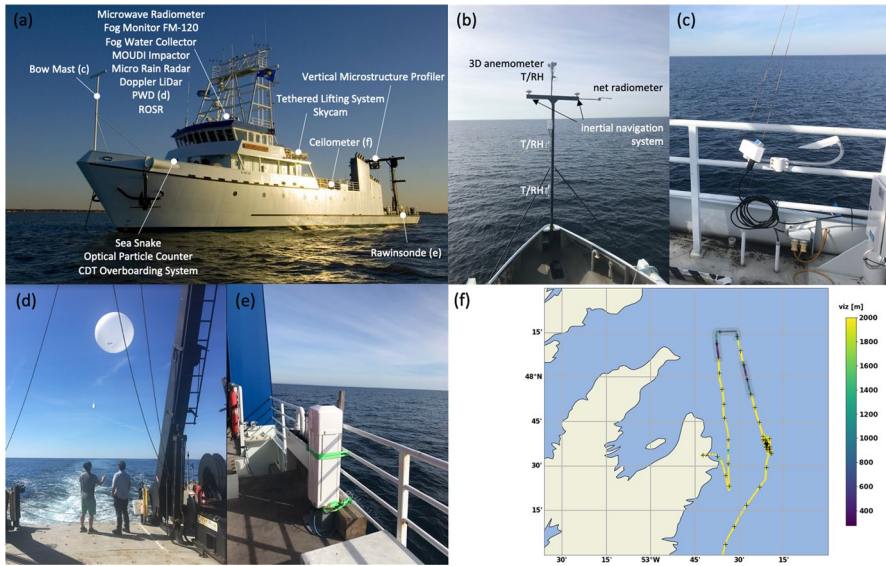 (a)
Microwave Radiometer
Fog Monitor FM-120
Fog Water Collector
MOUDI Impactor
Micro Rain Radar
Doppler LiDar
PWD (d)
ROSR
Bow Mast (c)
Vertical Microstructure Profiler
Tethered Lifting System
Skycam
Ceilometer (f)
Sea Snake
Optical Particle Counter
CDT Overboarding System
Rawinsonde (e)
(b)
3D anemometer
T/RH
net radiometer
inertial navigation
system
T/RH
T/RH
(c)
(d)
(e)
(f)
viz [m]
15'
48°N
45'
30'
15'
30'
15'
53°W
45'
30'
15'
2000
1800
1600
1400
1200
1000
800
600
400